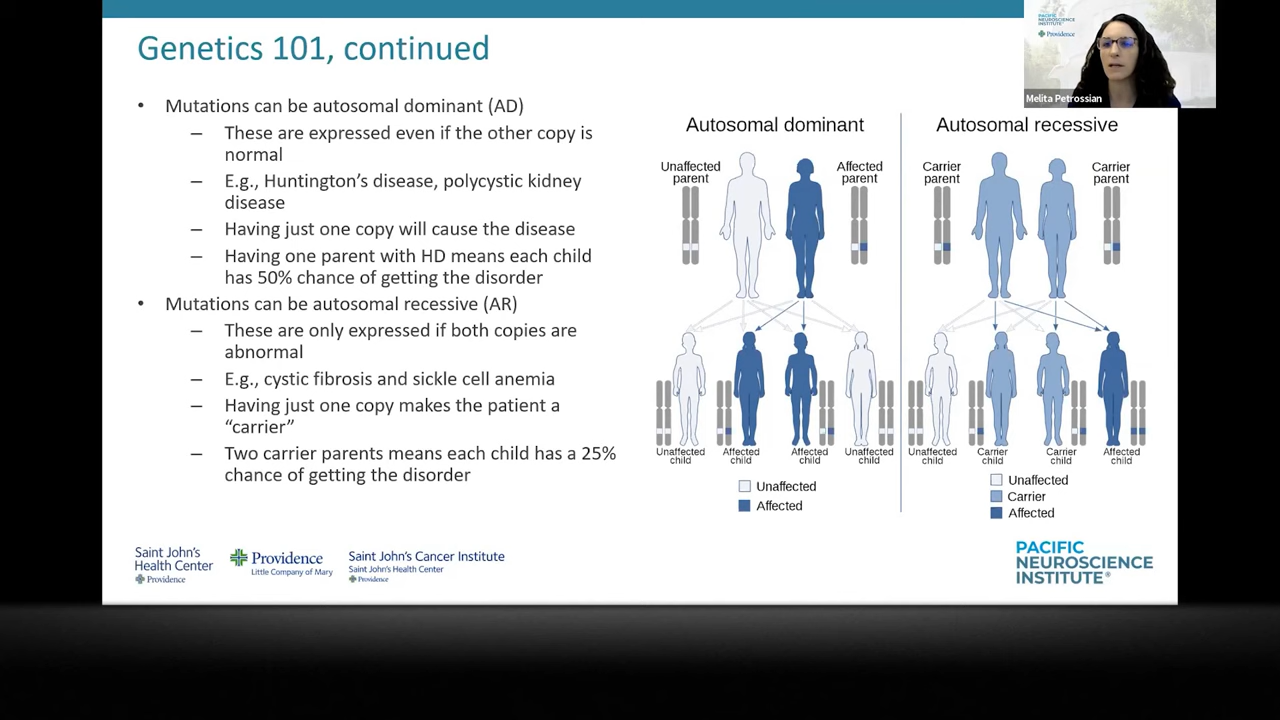 Genetics 101, continued
PACIFIC
NEUROSCIENCE
INSTITUTE
Providence
Melita Petrossian
• Mutations can be autosomal dominant (AD)
– These are expressed even if the other copy is
normal
– E.g., Huntington's disease, polycystic kidney
disease
– Having just one copy will cause the disease
– Having one parent with HD means each child
has 50% chance of getting the disorder
• Mutations can be autosomal recessive (AR)
– These are only expressed if both copies are
abnormal
– E.g., cystic fibrosis and sickle cell anemia
– Having just one copy makes the patient a
“carrier”
– Two carrier parents means each child has a 25%
chance of getting the disorder
Autosomal dominant
Unaffected
parent
Affected
parent
Unaffected
child
Affected
child
Affected
child
Unaffected
child
Unaffected
Affected
Autosomal recessive
Carrier
parent
Carrier
parent
Unaffected
child
Carrier
child
Carrier
child
Affected
child
Unaffected
Carrier
Affected
Saint John's
Health Center
Providence
Providence
Little Company of Mary
Saint John's Cancer Institute
Saint John's Health Center
Providence
PACIFIC
NEUROSCIENCE
INSTITUTE®